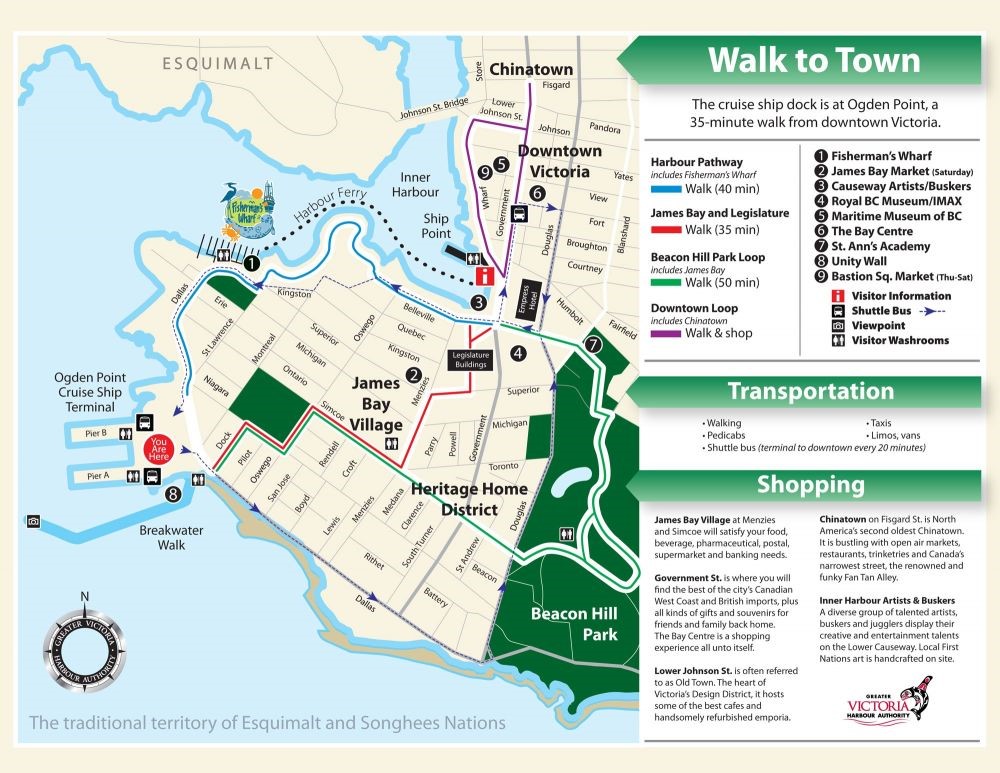 ESQUIMALT
Store
Chinatown
Fisgard
Johnson St. Bridge
Lower
Johnson St.
Johnson
Pandora
Downtown
Victoria
9
5
6
Yates
View
Fort
Broughton
Courtney
Wharf
Government
Douglas
Blanshard
Inner
Harbour
Ship
Point
Harbour Ferry
Fisherman's
Wharf
1
i
3
Empress
Hotel
Humbolt
Fairfield
7
Dallas
Erie
Kingston
St Lawrence
Montreal
Superior
Michigan
Ontario
Oswego
Belleville
Quebec
Kingston
Legislature
Buildings
4
2
Menzies
Superior
Niagara
Simcoe
James
Bay
Village
Ogden Point
Cruise Ship
Terminal
Pier B
You
Are
Here
Pier A
8
Breakwater
Walk
Dock
Pilot
Oswego
San Jose
Boyd
Lewis
Rendell
Croft
Menzies
Medana
Clarence
South Turner
Parry
Powell
Government
Michigan
Toronto
Heritage Home
District
Douglas
St Andrew
Beacon
Rithet
Battery
Dallas
Beacon Hill
Park
N
GREATER VICTORIA
HARBOUR AUTHORITY
The traditional territory of Esquimalt and Songhees Nations
Walk to Town
The cruise ship dock is at Ogden Point, a
35-minute walk from downtown Victoria.
Harbour Pathway
includes Fisherman's Wharf
Walk (40 min)
James Bay and Legislature
Walk (35 min)
Beacon Hill Park Loop
includes James Bay
Walk (50 min)
Downtown Loop
includes Chinatown
Walk & shop
1 Fisherman's Wharf
2 James Bay Market (Saturday)
3 Causeway Artists/Buskers
4 Royal BC Museum/IMAX
5 Maritime Museum of BC
6 The Bay Centre
7 St. Ann's Academy
8 Unity Wall
9 Bastion Sq. Market (Thu-Sat)
i Visitor Information
Shuttle Bus
Viewpoint
Visitor Washrooms
Transportation
• Walking
• Pedicabs
• Shuttle bus (terminal to downtown every 20 minutes)
• Taxis
• Limos, vans
Shopping
James Bay Village at Menzies
and Simcoe will satisfy your food,
beverage, pharmaceutical, postal,
supermarket and banking needs.
Government St. is where you will
find the best of the city's Canadian
West Coast and British imports, plus
all kinds of gifts and souvenirs for
friends and family back home.
The Bay Centre is a shopping
experience all unto itself.
Lower Johnson St. is often referred
to as Old Town. The heart of
Victoria's Design District, it hosts
some of the best cafes and
handsomely refurbished emporia.
Chinatown on Fisgard St. is North
America's second oldest Chinatown.
It is bustling with open air markets,
restaurants, trinketries and Canada's
narrowest street, the renowned and
funky Fan Tan Alley.
Inner Harbour Artists & Buskers
A diverse group of talented artists,
buskers and jugglers display their
creative and entertainment talents
on the Lower Causeway. Local First
Nations art is handcrafted on site.
GREATER
VICTORIA
HARBOUR AUTHORITY